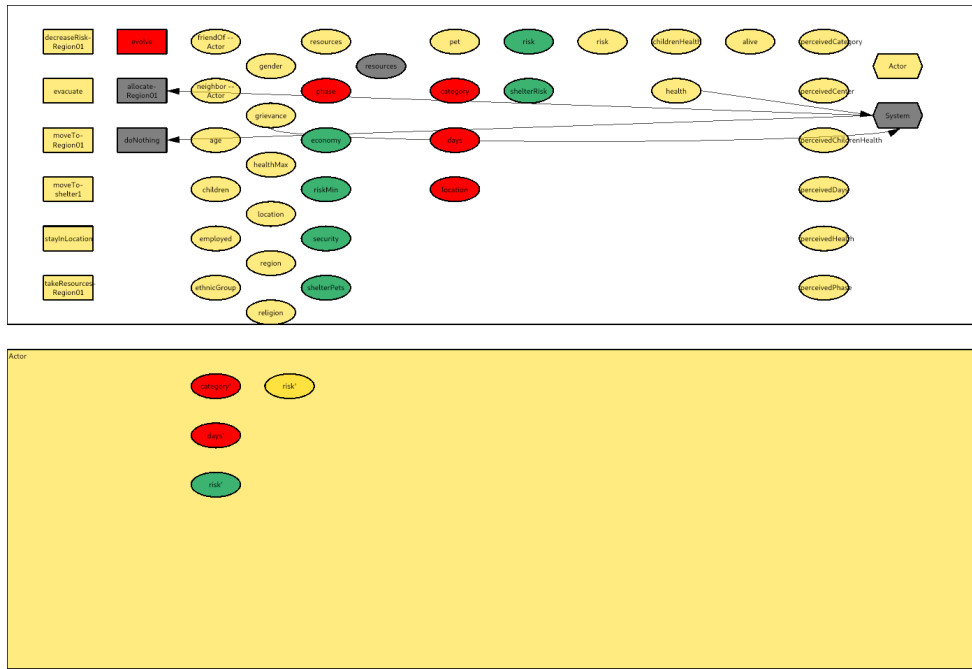 decreaseRisk-
Region01
evolve
friendOf --
Actor
resources
pet
risk
risk
childrenHealth
alive
perceivedCategory
gender
resources
Actor
evacuate
allocate-
Region01
neighbor --
Actor
phase
category
shelterRisk
health
perceivedCenter
grievance
System
moveTo-
Region01
doNothing
age
economy
days
perceivedChildrenHealth
healthMax
moveTo-
shelter1
children
riskMin
location
perceivedDays
location
stayInLocation
employed
security
perceivedHealth
region
takeResources-
Region01
ethnicGroup
shelterPets
perceivedPhase
religion
Actor
category'
risk'
days'
risk'